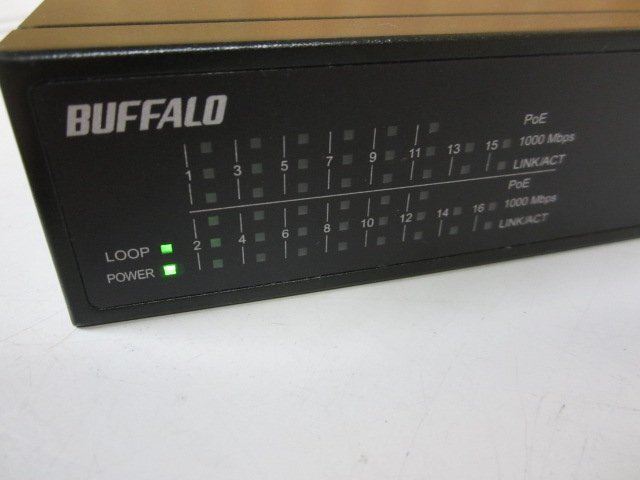 BUFFALO
PoE
1 3 5 7 9 11 13 15 1000 Mbps
LINK/ACT
PoE
2 4 6 8 10 12 14 16 1000 Mbps
LINK/ACT
LOOP
POWER